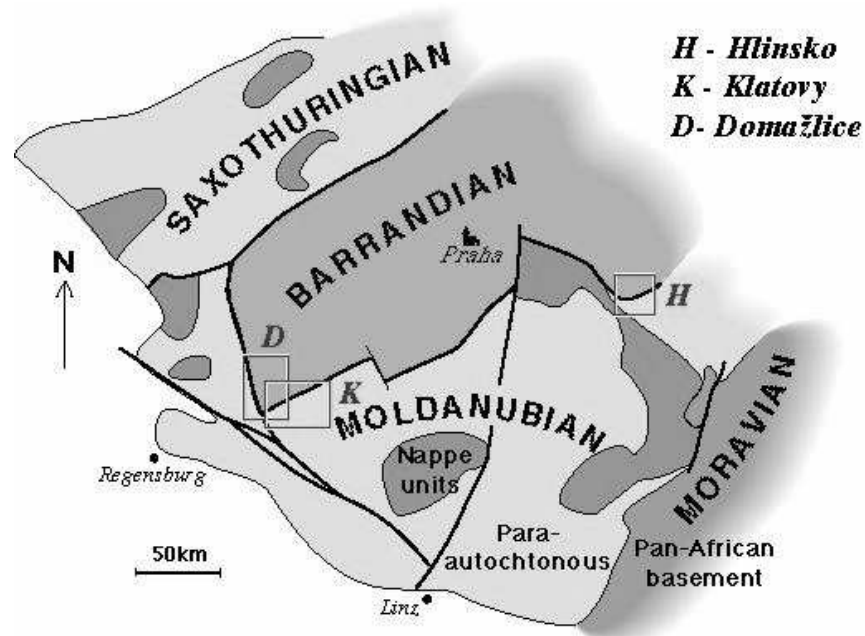 H - Hlinsko
K - Klatovy
D- Domažlice
SAXOTHURINGIAN
BARRANDIAN
Praha
N
H
D
K
MOLDANUBIAN
MORAVIAN
Nappe
units
Regensburg
50km
Para-
autochtonous
Pan-African
basement
Linz